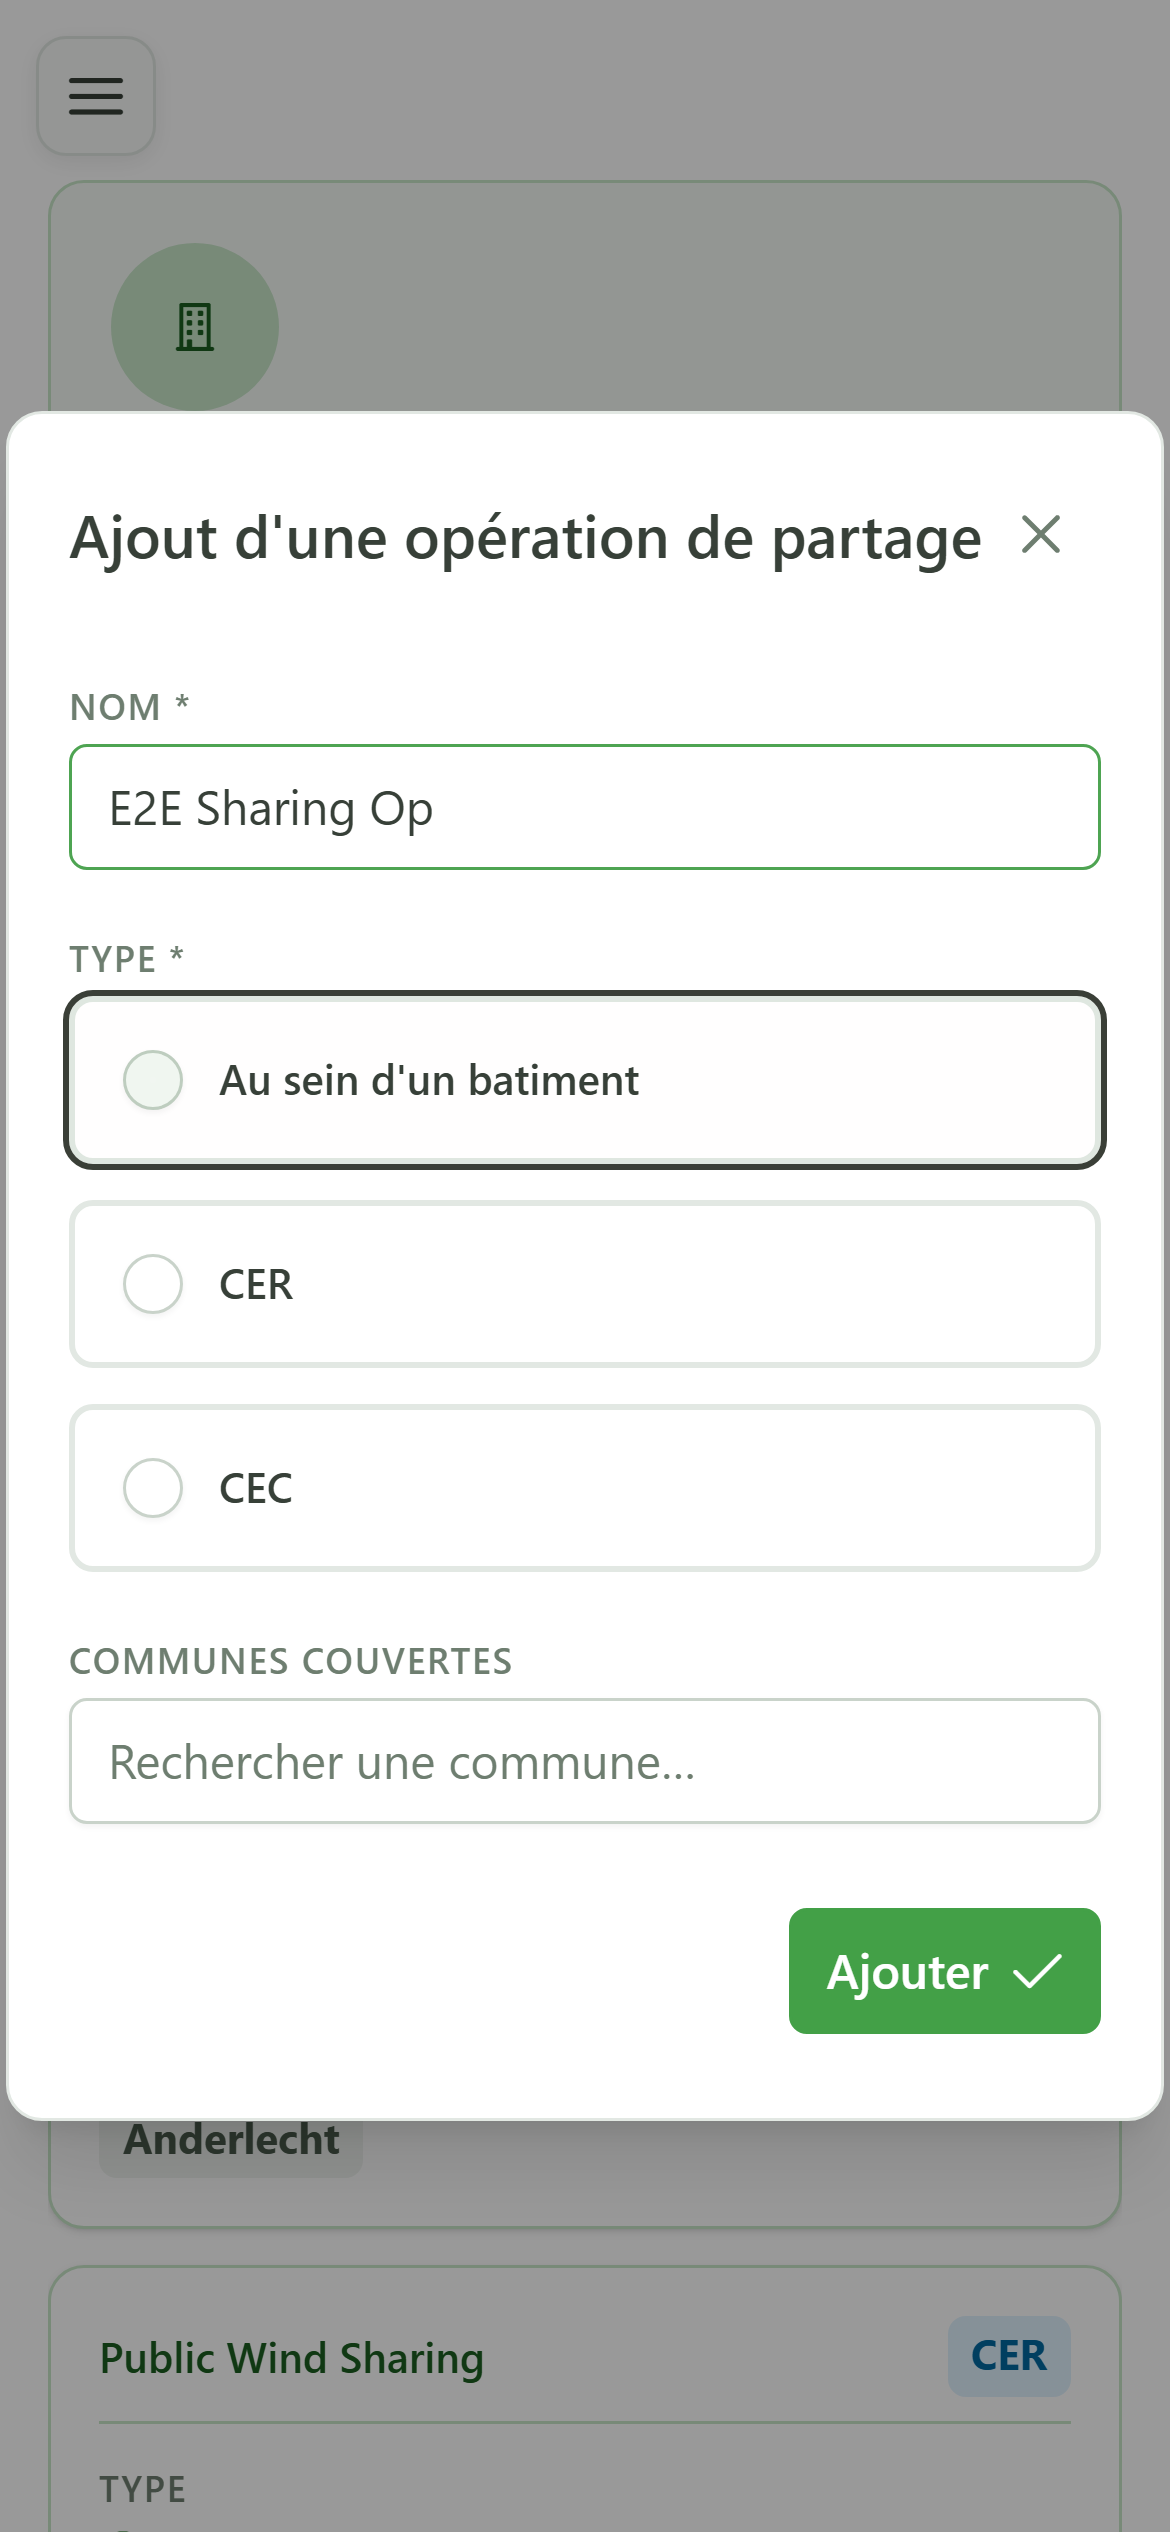 Ajout d'une opération de partage
NOM *
E2E Sharing Op
TYPE *
Au sein d'un batiment
CER
CEC
COMMUNES COUVERTES
Rechercher une commune...
Ajouter
Anderlecht
Public Wind Sharing
CER
TYPE